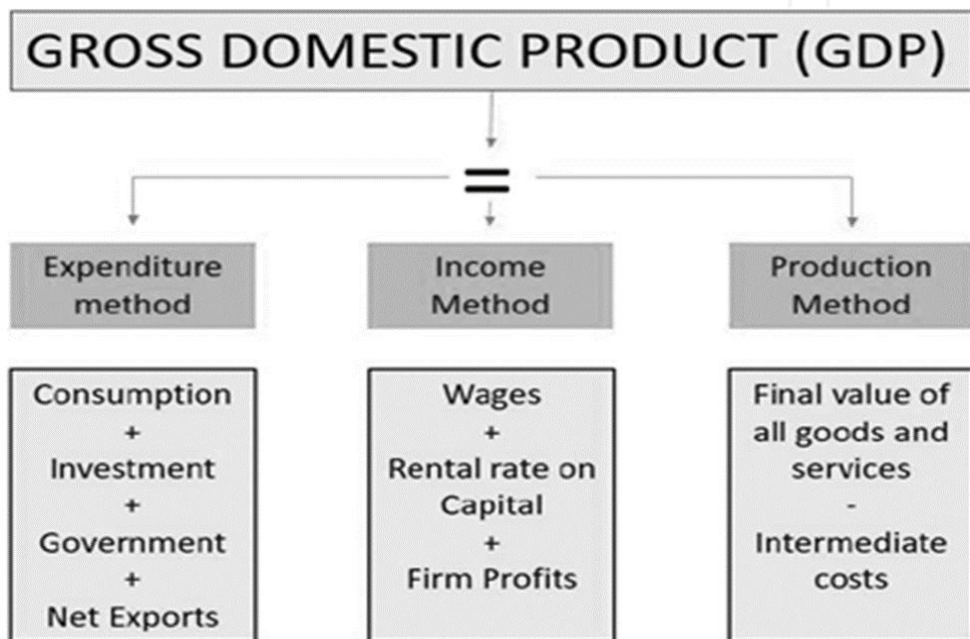 GROSS DOMESTIC PRODUCT (GDP)
=
Expenditure
method
Income
Method
Production
Method
Consumption
+
Investment
+
Government
+
Net Exports
Wages
+
Rental rate on
Capital
+
Firm Profits
Final value of
all goods and
services
-
Intermediate
costs